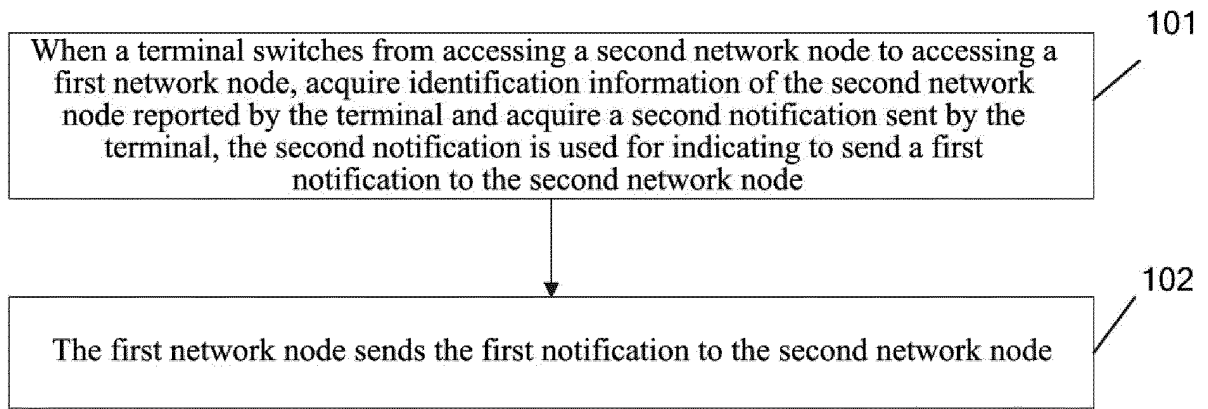 101
When a terminal switches from accessing a second network node to accessing a
first network node, acquire identification information of the second network
node reported by the terminal and acquire a second notification sent by the
terminal, the second notification is used for indicating to send a first
notification to the second network node
102
The first network node sends the first notification to the second network node